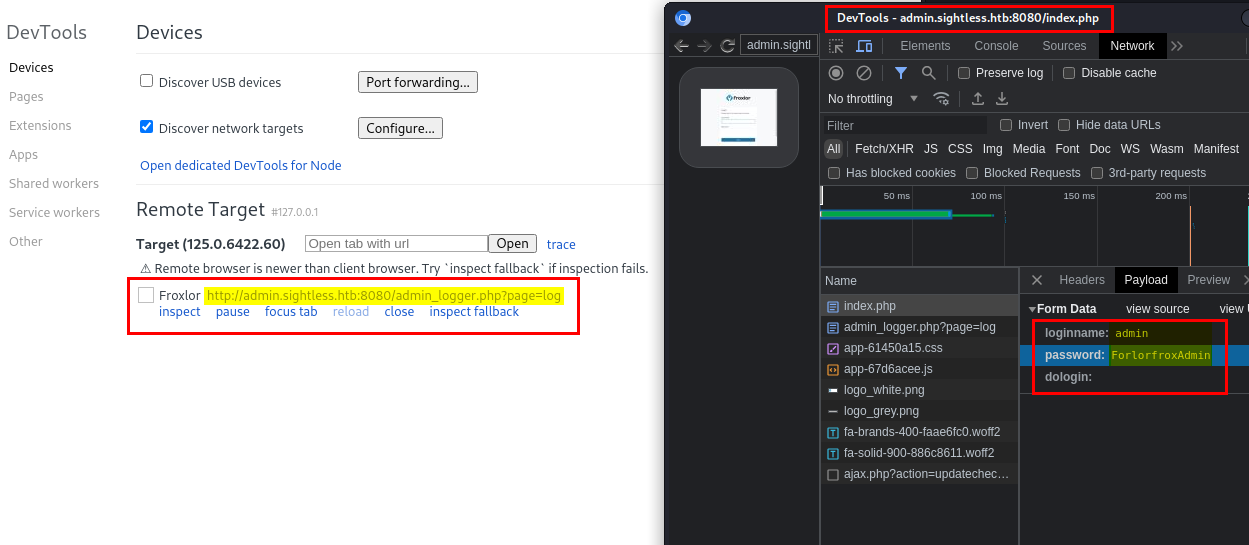 DevTools
Devices
Pages
Extensions
Apps
Shared workers
Service workers
Other
Devices
Discover USB devices
Port forwarding...
Discover network targets
Configure...
Open dedicated DevTools for Node
Remote Target #127.0.0.1
Target (125.0.6422.60) Open tab with url Open trace
⚠ Remote browser is newer than client browser. Try `inspect fallback` if inspection fails.
Froxlor http://admin.sightless.htb:8080/admin_logger.php?page=log
inspect pause focus tab reload close inspect fallback
DevTools - admin.sightless.htb:8080/index.php
admin.sightl
froxlor
Elements Console Sources Network
Preserve log Disable cache
No throttling
Filter Invert Hide data URLs
All Fetch/XHR JS CSS Img Media Font Doc WS Wasm Manifest
Has blocked cookies Blocked Requests 3rd-party requests
50 ms 100 ms 150 ms 200 ms
Name
index.php
admin_logger.php?page=log
app-61450a15.css
app-67d6acee.js
logo_white.png
logo_grey.png
fa-brands-400-faae6fc0.woff2
fa-solid-900-886c8611.woff2
ajax.php?action=updatechec…
Headers Payload Preview
Form Data view source view U
loginname: admin
password: ForlorfroxAdmin
dologin: